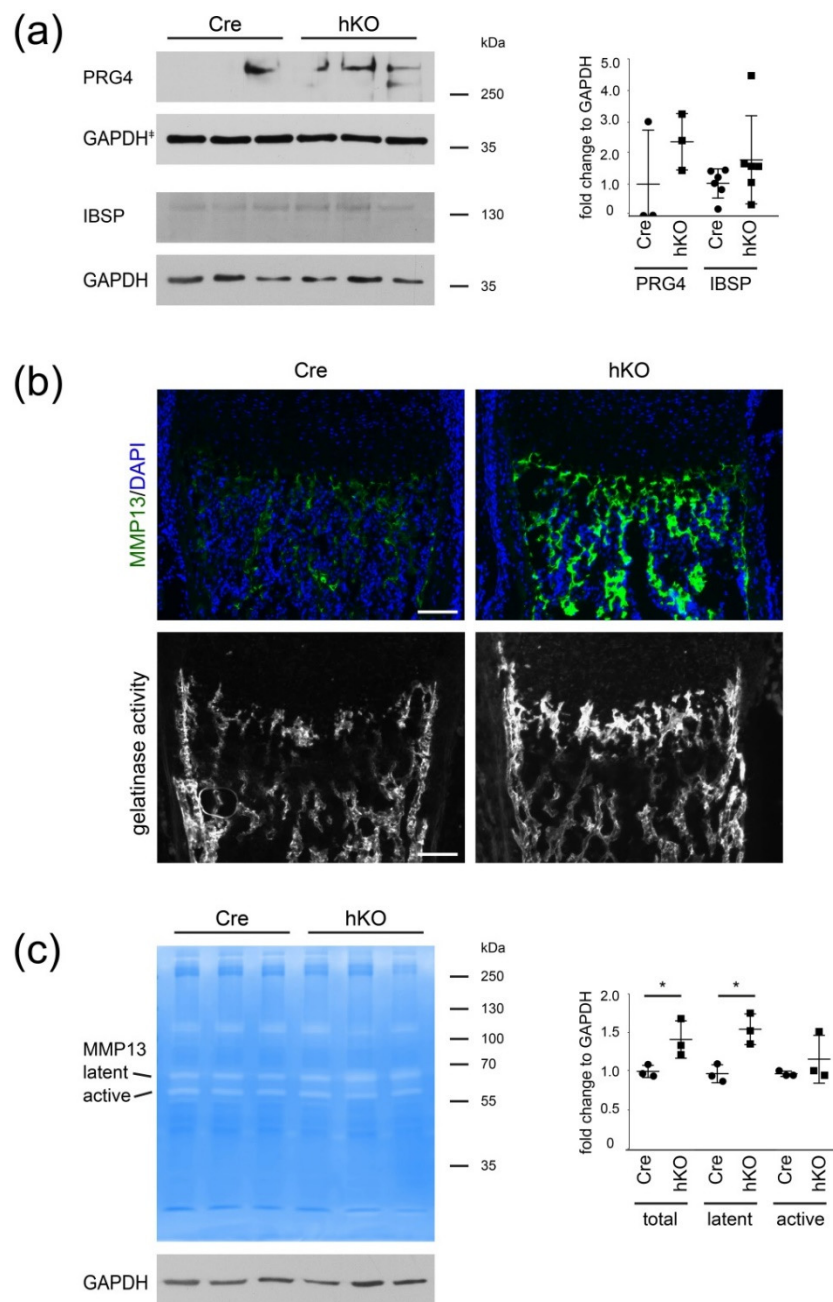 (a)
Cre hKO
kDa
PRG4
250
GAPDH‡
35
IBSP
130
GAPDH
35
fold change to GAPDH
5.0
4.0
3.0
2.0
1.0
0
Cre hKO Cre hKO
PRG4 IBSP
(b)
Cre hKO
MMP13/DAPI
gelatinase activity
(c)
Cre hKO
kDa
250
130
100
70
55
35
MMP13
latent
active
GAPDH
fold change to GAPDH
2.0
1.5
1.0
0
* *
Cre hKO Cre hKO Cre hKO
total latent active